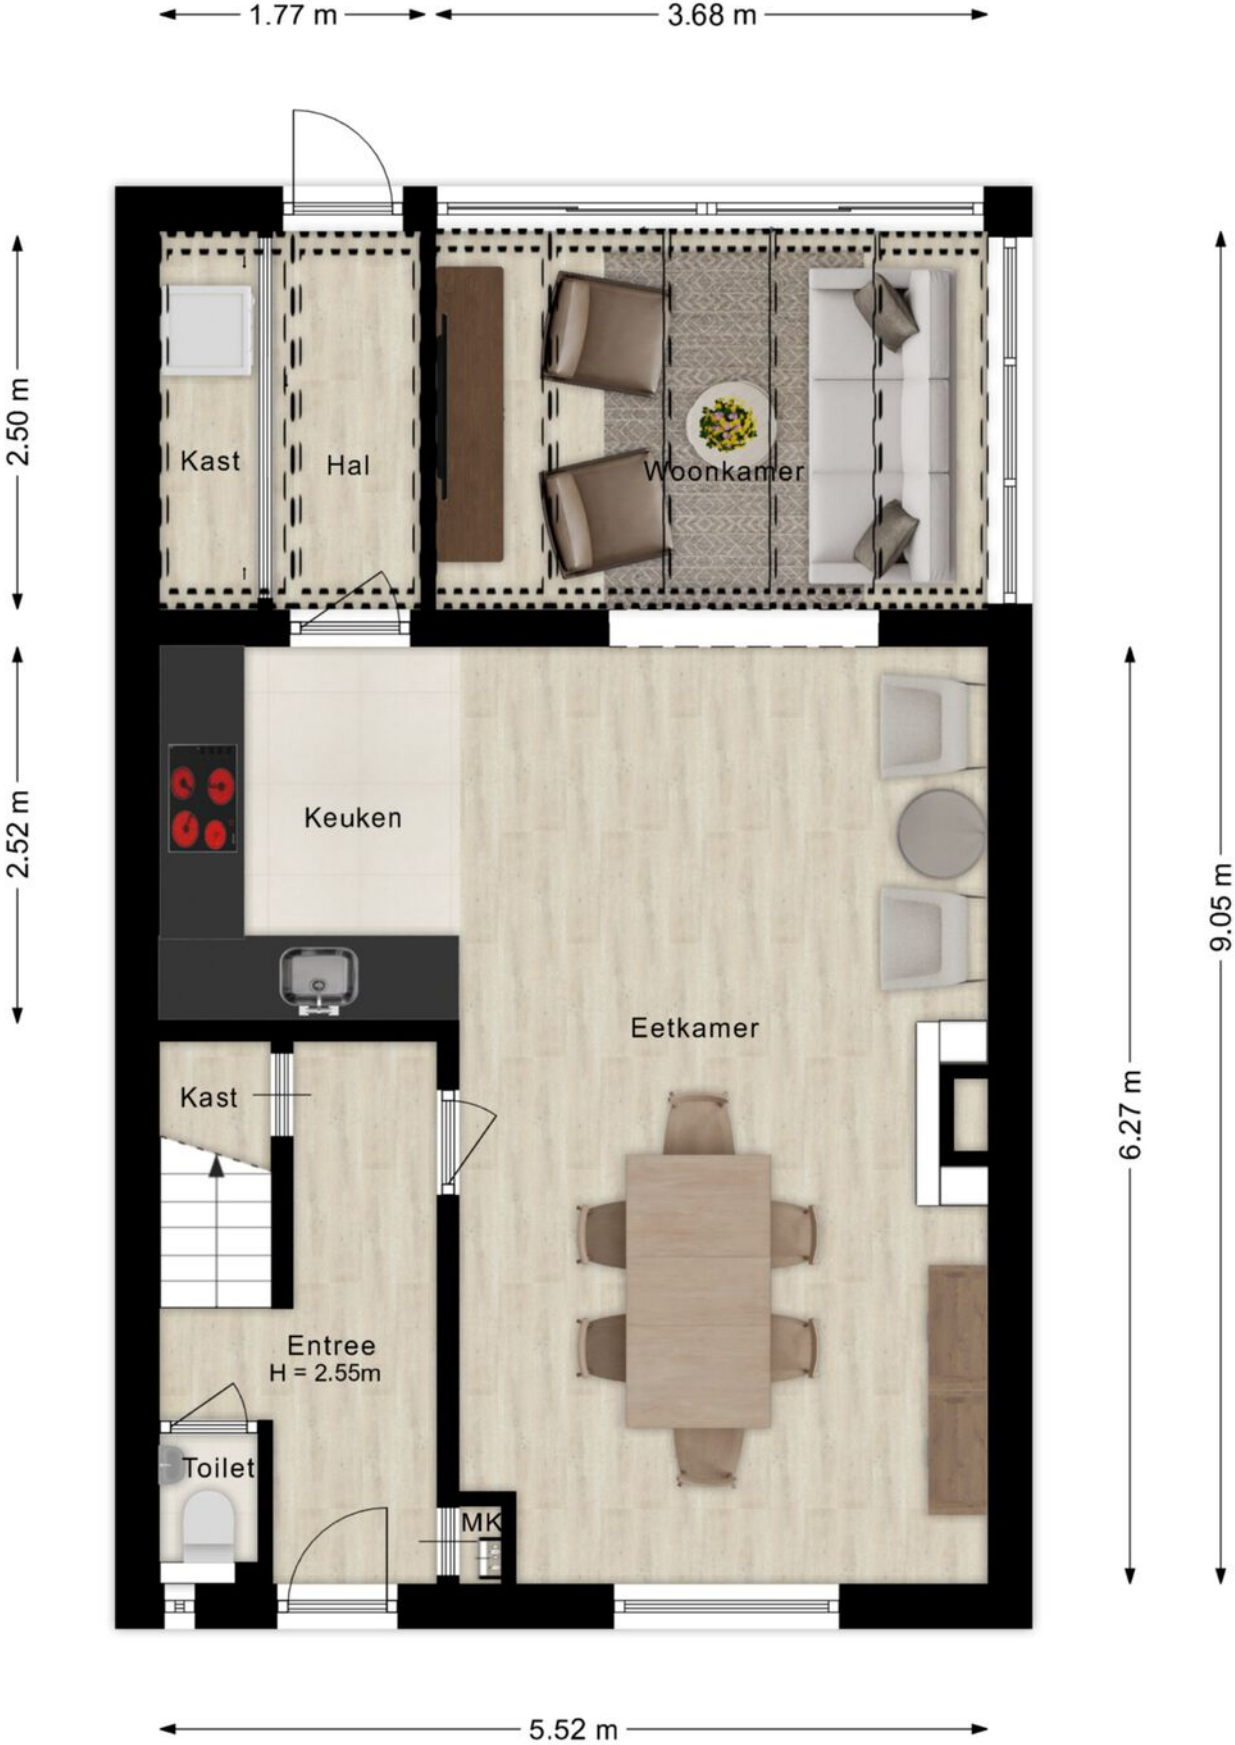 1.77 m
3.68 m
2.50 m
Kast
Hal
Woonkamer
2.52 m
Keuken
9.05 m
Eetkamer
6.27 m
Kast
Entree
H = 2.55m
Toilet
MK
5.52 m